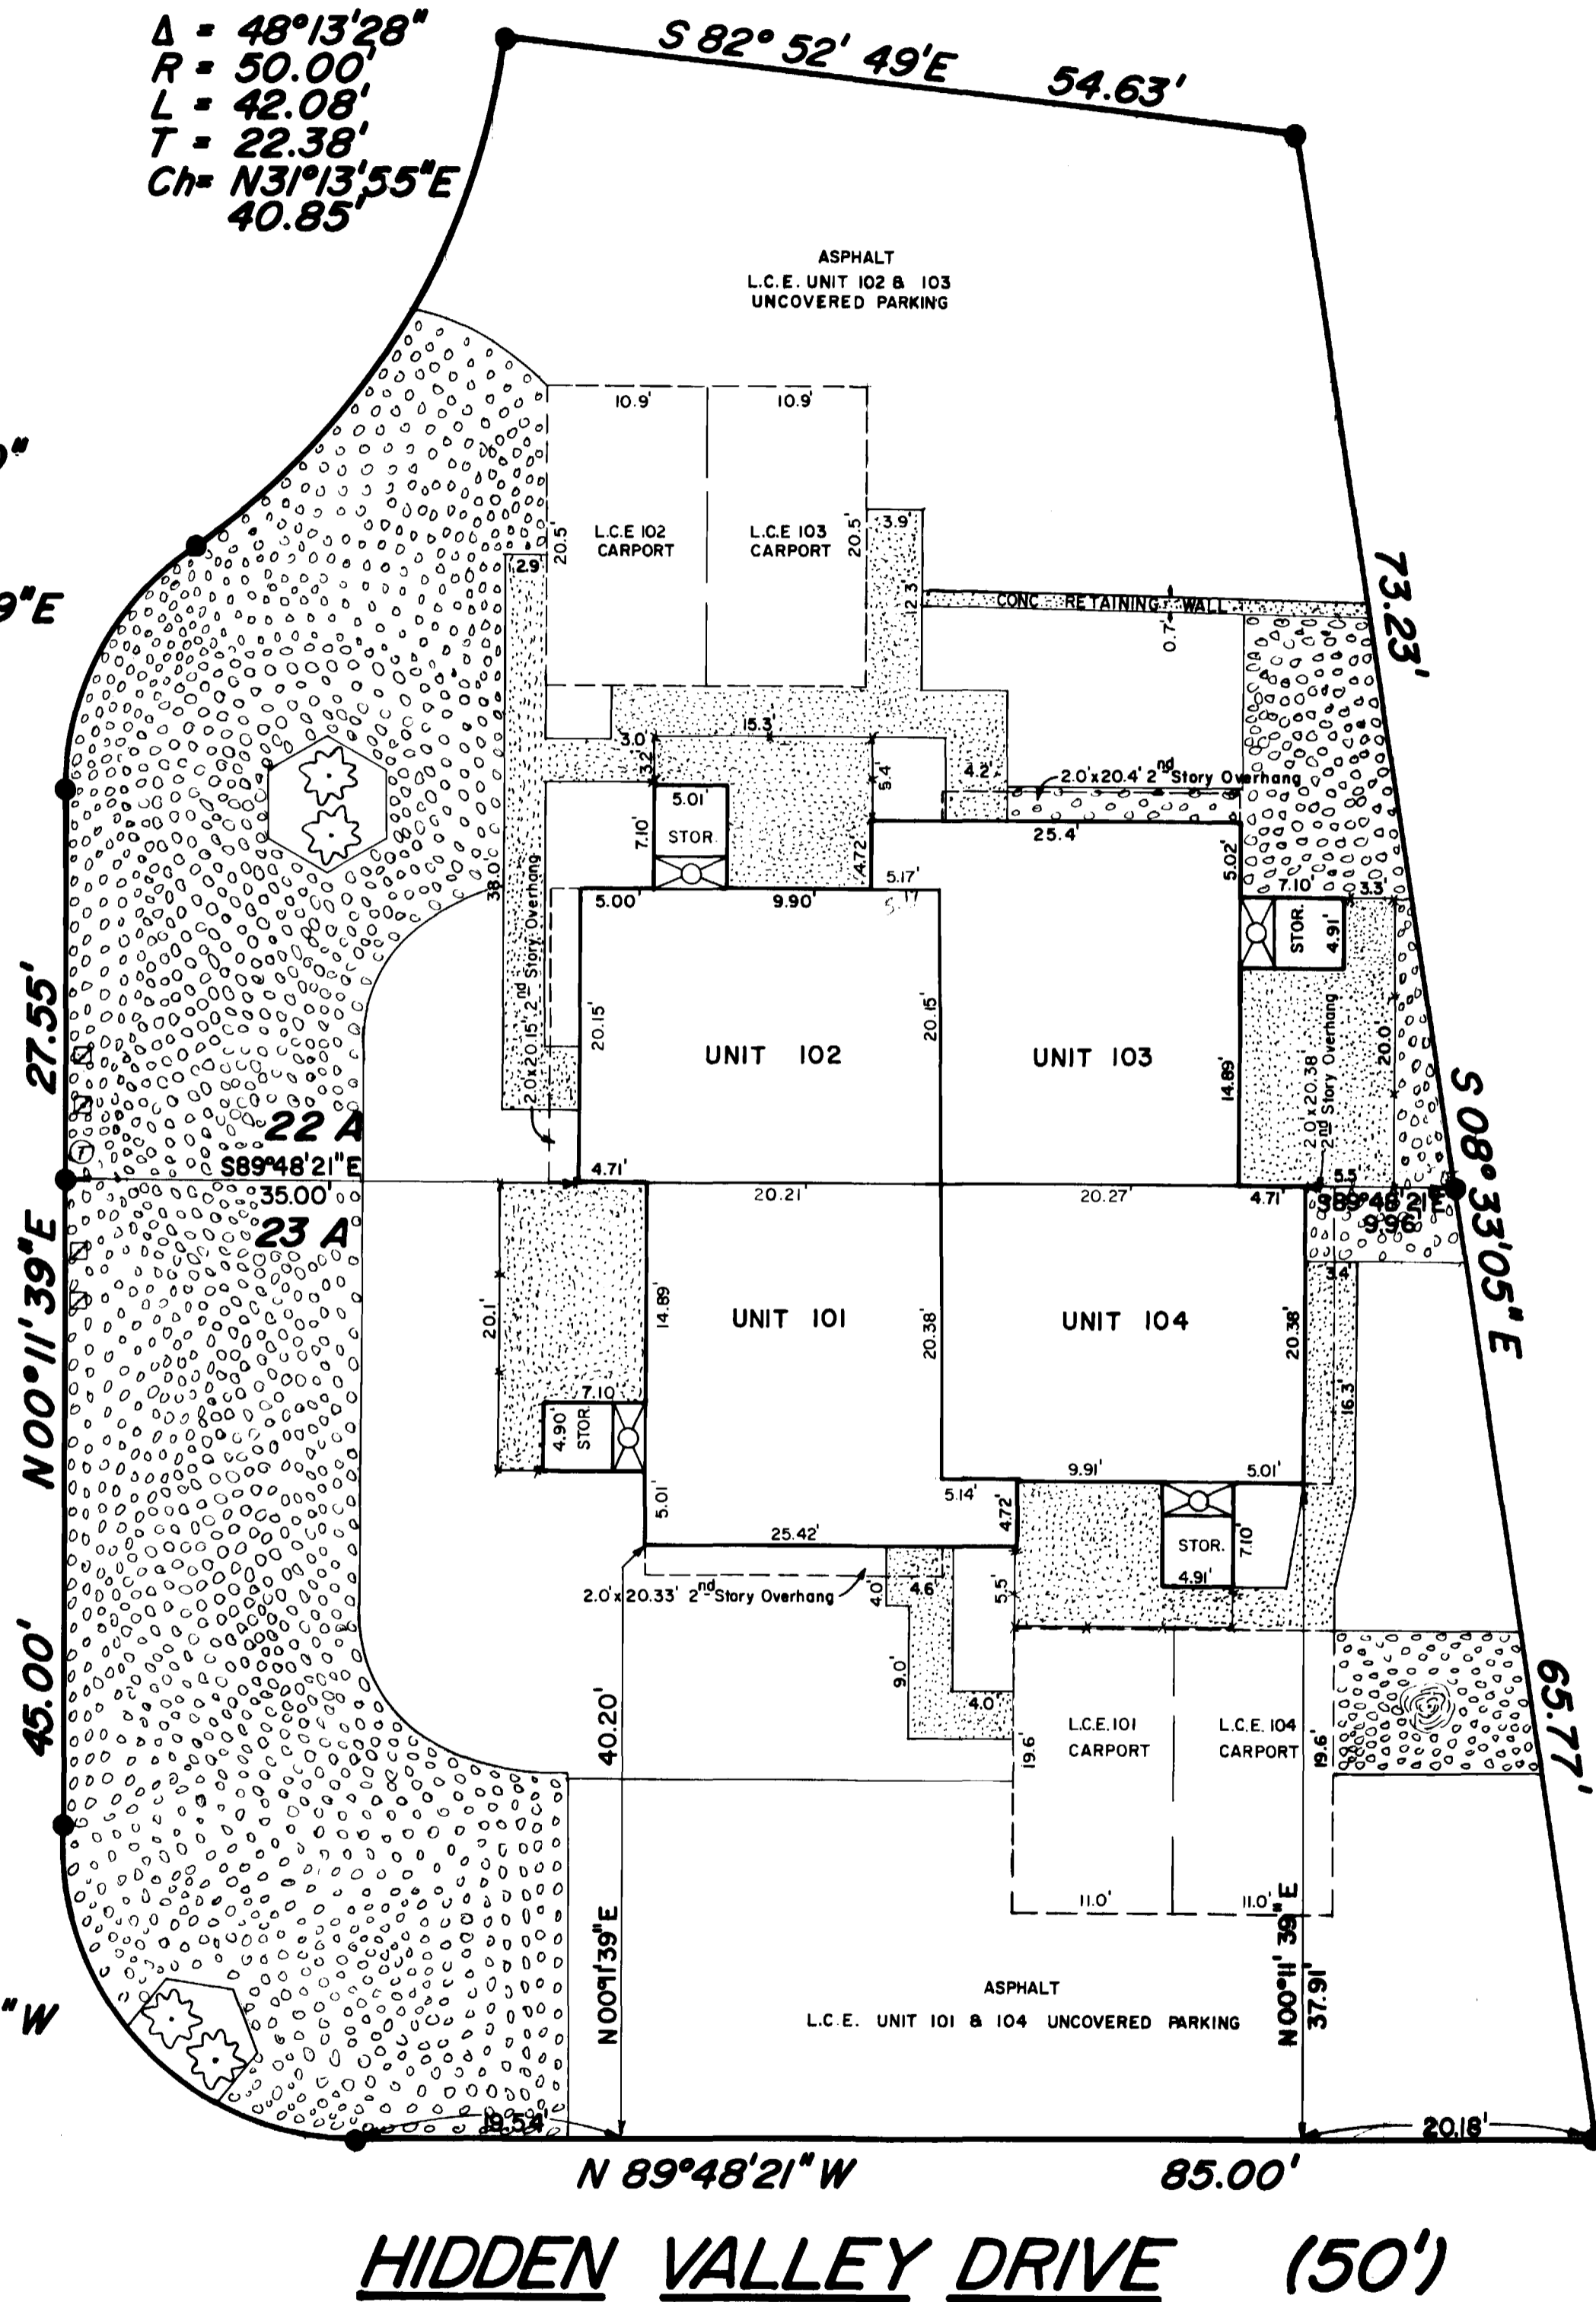 Δ = 48°13'28"
R = 50.00'
L = 42.08'
T = 22.38'
Ch= N31°13'55"E
40.85'
S 82° 52' 49'E 54.63'
ASPHALT
L.C.E. UNIT 102 & 103
UNCOVERED PARKING
10.9'
10.9'
9"E
L.C.E 102
CARPORT
20.5'
L.C.E 103
CARPORT
20.5'
3.9'
12.3'
2.9'
CONC. RETAINING WALL
0.7'
73.23'
15.3'
3.0'
3.2'
5.4'
4.2'
2.0'x20.4' 2nd Story Overhang
5.01'
STOR.
7.10'
4.72'
25.4'
5.02'
38.0'
5.00'
9.90'
5.17'
5.17
7.10'
3.3'
STOR.
4.91'
2.0'x20.15' 2nd Story Overhang
20.15'
20.15'
UNIT 102
UNIT 103
14.89'
2.0'x20.38'
2nd Story Overhang
20.0'
27.55'
T
22 A
S89°48'21"E
35.00'
23 A
4.71'
20.21'
20.27'
4.71'
5.5'
S89°48'21"E
9.96'
S 08°33'05" E
N00°11'39"E
20.1'
14.89'
UNIT 101
20.38'
UNIT 104
20.38'
3.4'
16.3'
7.10'
4.90'
STOR.
5.01'
9.91'
5.01'
5.14'
4.72'
25.42'
STOR.
4.91'
7.10'
2.0'x20.33' 2nd Story Overhang
4.0'
4.6'
5.5'
9.0'
4.0'
45.00'
40.20'
L.C.E. 101
CARPORT
19.6'
L.C.E. 104
CARPORT
19.6'
65.77'
11.0'
11.0'
N00°11'39"E
N00°11'39"E
37.91'
ASPHALT
L.C.E. UNIT 101 & 104 UNCOVERED PARKING
"W
19.54'
20.18'
N 89°48'21" W 85.00'
HIDDEN VALLEY DRIVE (50')